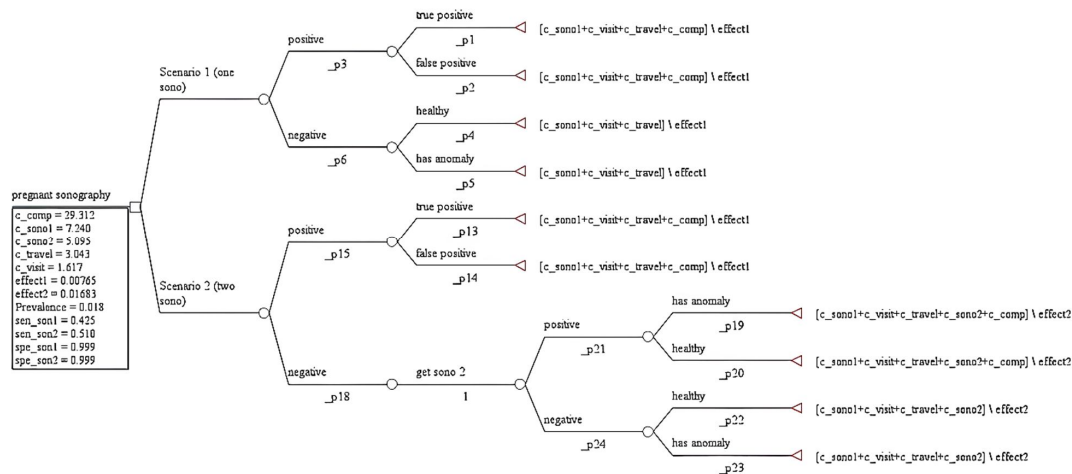 true positive
_p1
[c_sono1+c_visit+c_travel+c_comp] \ effect1
positive
_p3
false positive
_p2
[c_sono1+c_visit+c_travel+c_comp] \ effect1
Scenario 1 (one
sono)
healthy
_p4
[c_sono1+c_visit+c_travel] \ effect1
negative
_p6
has anomaly
_p5
[c_sono1+c_visit+c_travel] \ effect1
pregnant sonography
c_comp = 29.312
c_sono1 = 7.240
c_sono2 = 5.095
c_travel = 3.043
c_visit = 1.617
effect1 = 0.00765
effect2 = 0.01683
Prevalence = 0.018
sen_son1 = 0.425
sen_son2 = 0.510
spe_son1 = 0.999
spe_son2 = 0.999
true positive
_p13
[c_sono1+c_visit+c_travel+c_comp] \ effect1
positive
_p15
false positive
_p14
[c_sono1+c_visit+c_travel+c_comp] \ effect1
Scenario 2 (two
sono)
has anomaly
_p19
[c_sono1+c_visit+c_travel+c_sono2+c_comp] \ effect2
positive
_p21
healthy
_p20
[c_sono1+c_visit+c_travel+c_sono2+c_comp] \ effect2
negative
_p18
get sono 2
1
healthy
_p22
[c_sono1+c_visit+c_travel+c_sono2] \ effect2
negative
_p24
has anomaly
_p23
[c_sono1+c_visit+c_travel+c_sono2] \ effect2